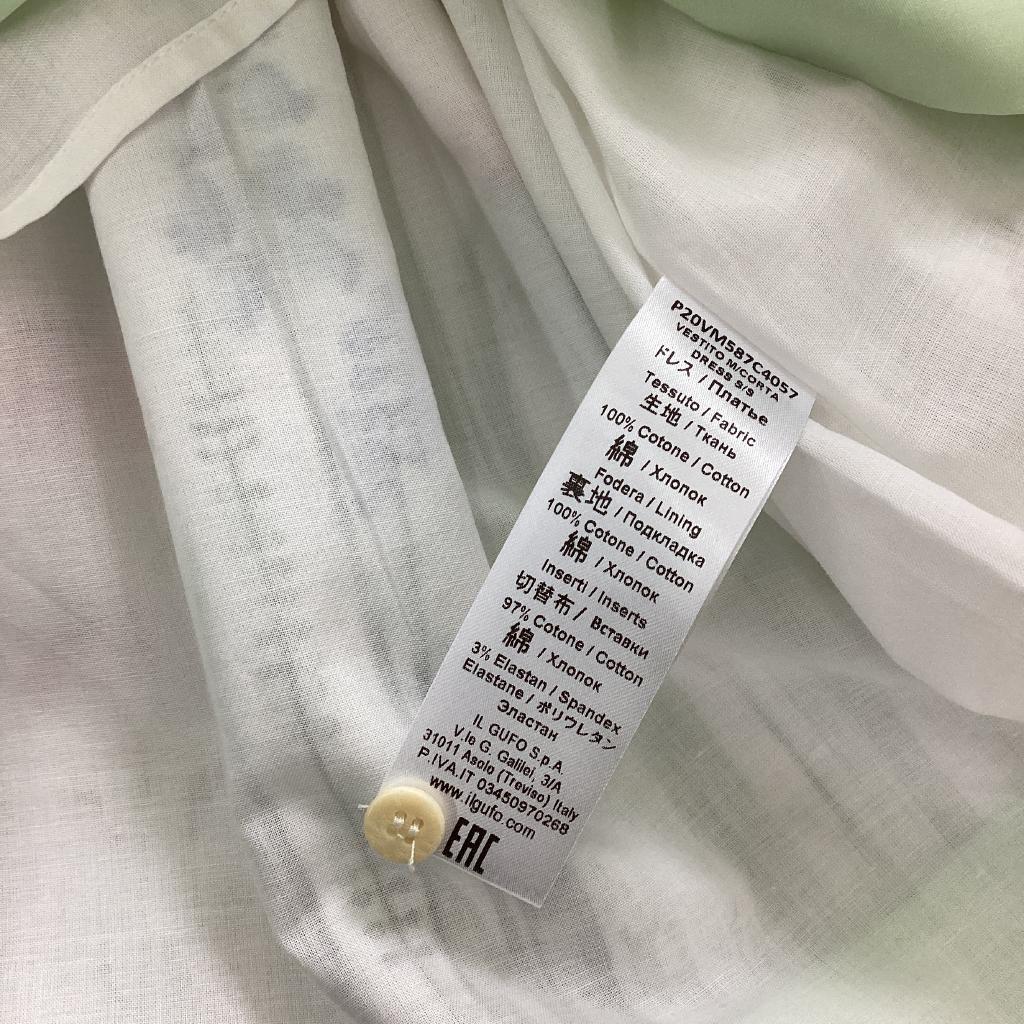 P20VM587C4057
VESTITO M/CORTA
DRESS S/S
ドレス / Платье
Tessuto / Fabric
生地 / Ткань
100% Cotone / Cotton
綿 / Хлопок
Fodera / Lining
裏地 / Подкладка
100% Cotone / Cotton
綿 / Хлопок
Inserti / Inserts
切替布 / Вставки
97% Cotone / Cotton
綿 / Хлопок
3% Elastan / Spandex
Elastane / ポリウレタン
Эластан
IL GUFO S.p.A.
V.le G. Galilei, 3/A
31011 Asolo (Treviso) Italy
P.IVA.IT 03450970268
www.ilgufo.com
EAC